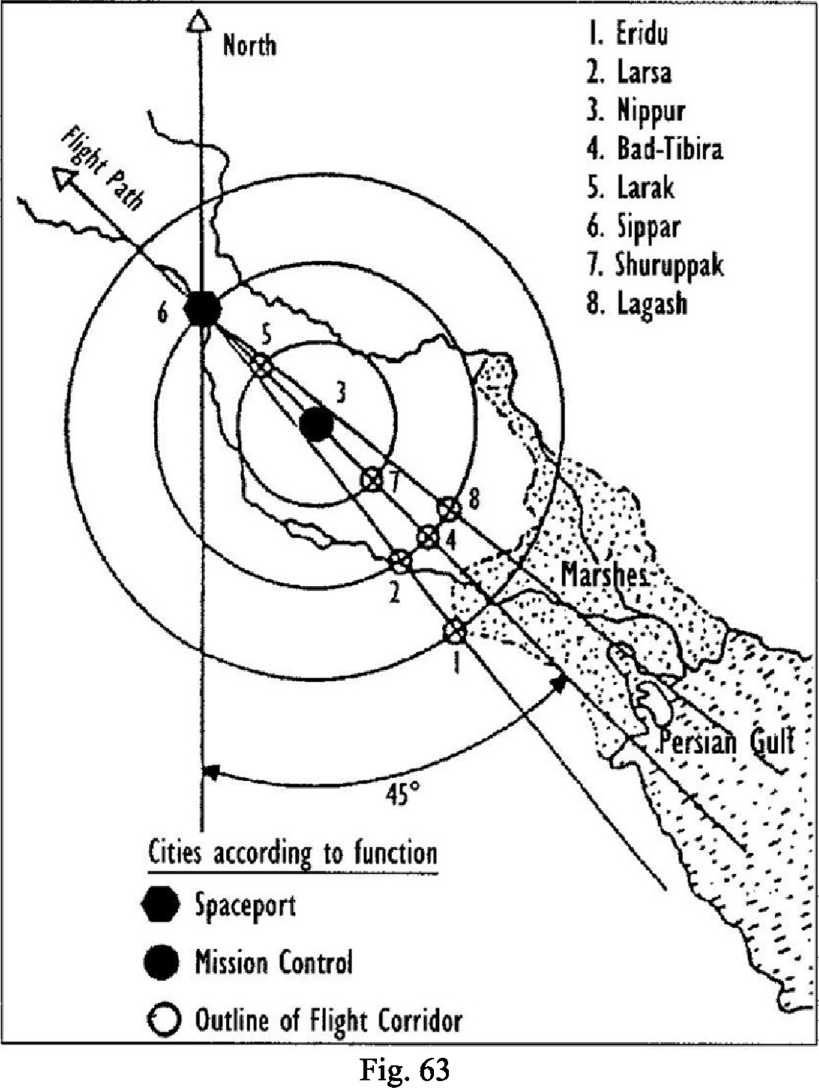 North
Flight Path
1. Eridu
2. Larsa
3. Nippur
4. Bad-Tibira
5. Larak
6. Sippar
7. Shuruppak
8. Lagash
6
5
3
7
8
4
2
1
Marshes
Persian Gulf
45°
Cities according to function
Spaceport
Mission Control
Outline of Flight Corridor
Fig. 63